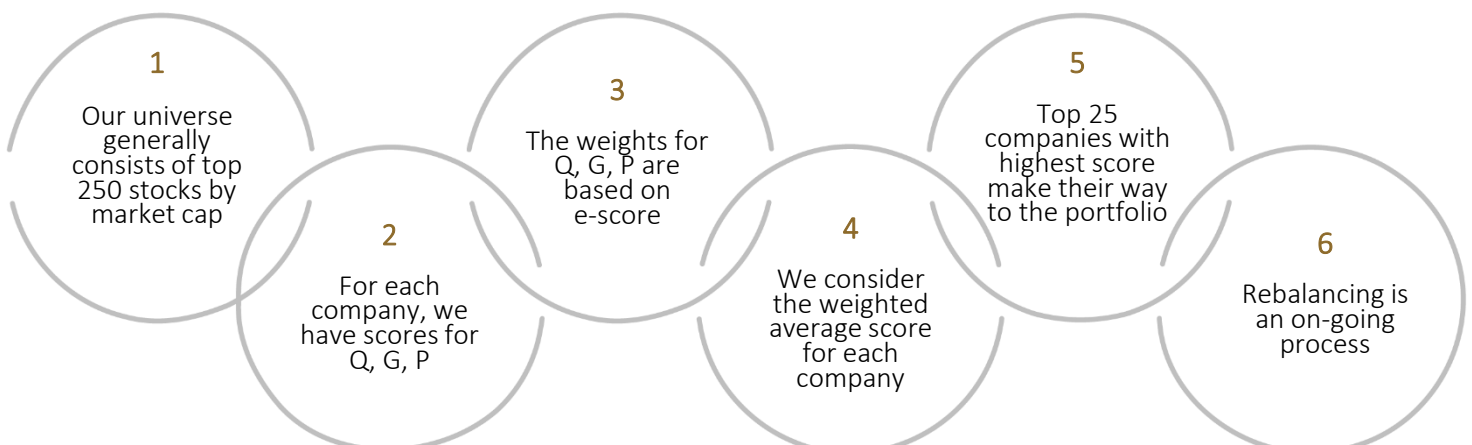 1
Our universe
generally
consists of top
250 stocks by
market cap
2
For each
company, we
have scores for
Q, G, P
3
The weights for
Q, G, P are
based on
e-score
4
We consider
the weighted
average score
for each
company
5
Top 25
companies with
highest score
make their way
to the portfolio
6
Rebalancing is
an on-going
process